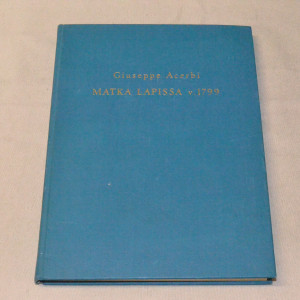 Giuseppe Acerbi
MATKA LAPISSA v. 1799